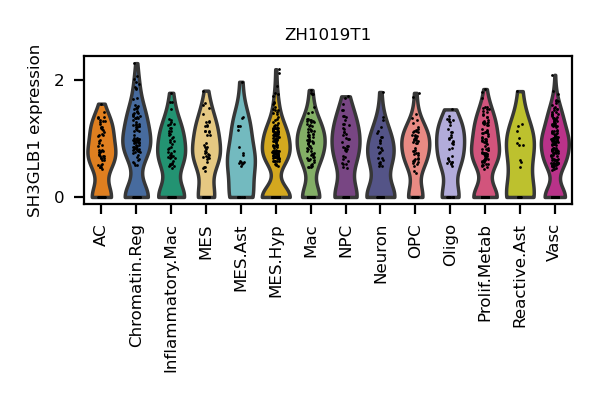 ZH1019T1
SH3GLB1 expression
2
0
AC
Chromatin.Reg
Inflammatory.Mac
MES
MES.Ast
MES.Hyp
Mac
NPC
Neuron
OPC
Oligo
Prolif.Metab
Reactive.Ast
Vasc